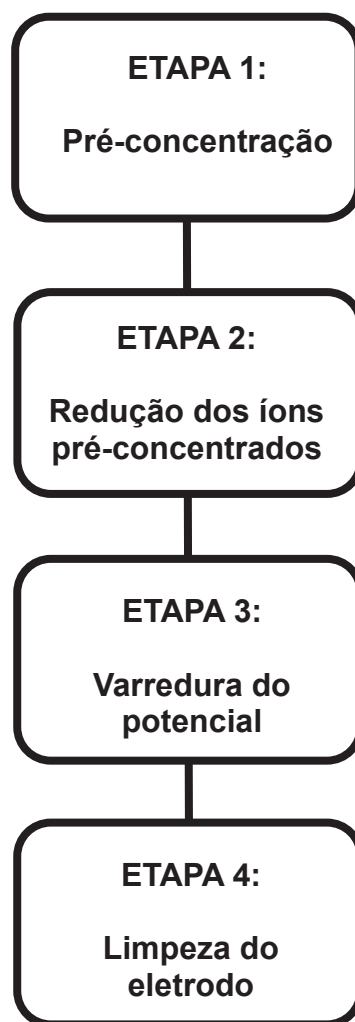 ETAPA 1:
Pré-concentração
ETAPA 2:
Redução dos íons
pré-concentrados
ETAPA 3:
Varredura do
potencial
ETAPA 4:
Limpeza do
eletrodo